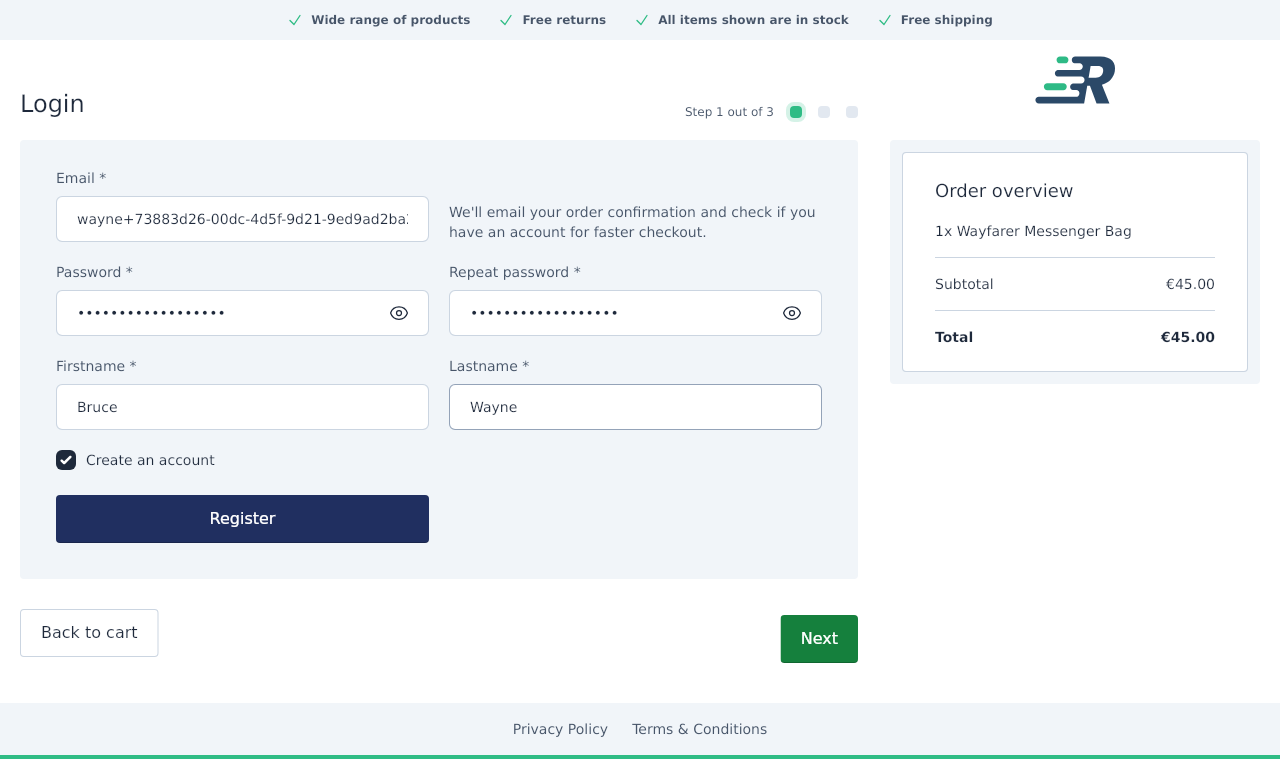 Wide range of products
Free returns
All items shown are in stock
Free shipping
R
Login
Step 1 out of 3
Email *
wayne+73883d26-00dc-4d5f-9d21-9ed9ad2ba
We'll email your order confirmation and check if you
have an account for faster checkout.
Password *
Repeat password *
••••••••••••••••••
••••••••••••••••••
Firstname *
Lastname *
Bruce
Wayne
Create an account
Register
Back to cart
Next
Order overview
1x Wayfarer Messenger Bag
Subtotal €45.00
Total €45.00
Privacy Policy
Terms & Conditions